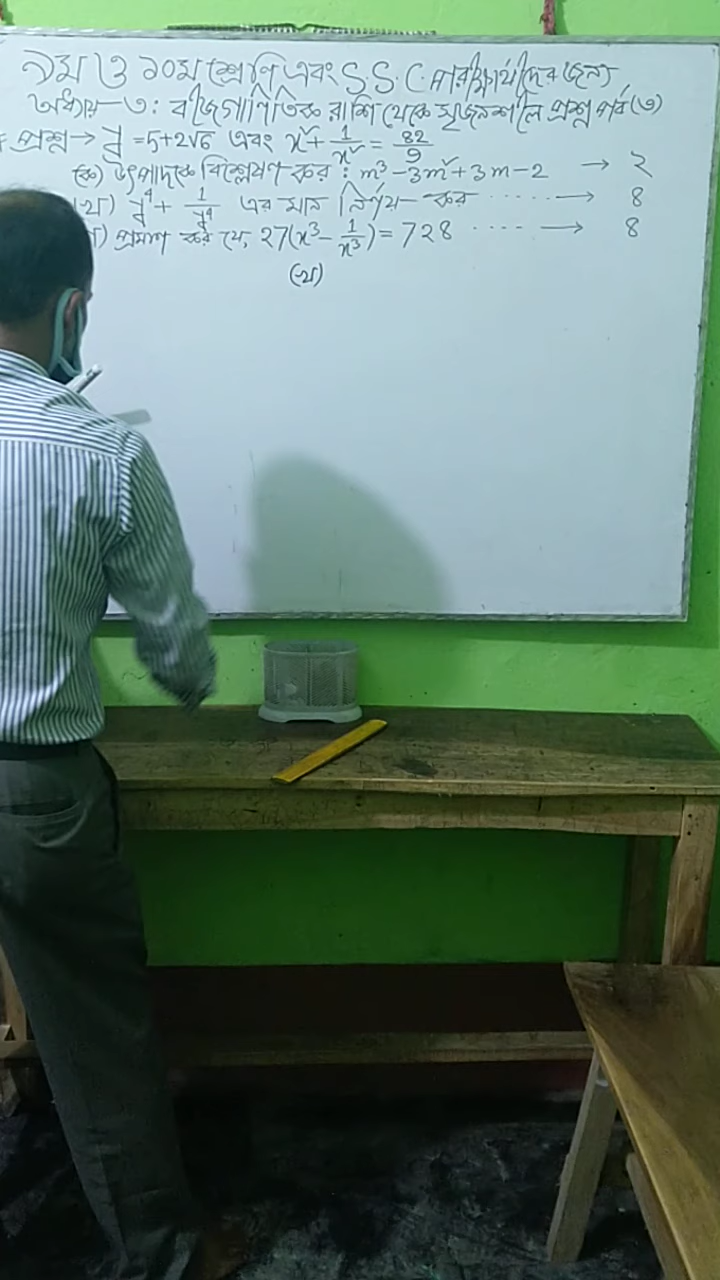 ৯ম ও ১০ম শ্রেণি এবং S.S.C. পরীক্ষার্থীদের জন্য
অধ্যায়-৩: বীজগাণিতিক রাশি থেকে সৃজনশীল প্রশ্ন পর্ব (৩)
প্রশ্ন → y² = 5+2√6 এবং x² + 1/x² = 82/9
(ক) উৎপাদকে বিশ্লেষণ কর : m³ - 3m² + 3m - 2 → ২
(খ) y⁴ + 1/y⁴ এর মান নির্ণয় কর ······ → ৪
প্রমাণ কর যে, 27(x³ - 1/x³) = 728 ···· → ৪
(খ)